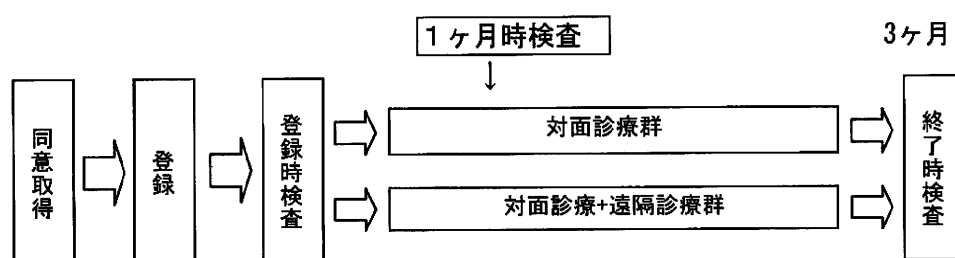 1ヶ月時検査
3ヶ月
同意取得
登録
登録時検査
対面診療群
対面診療+遠隔診療群
終了時検査